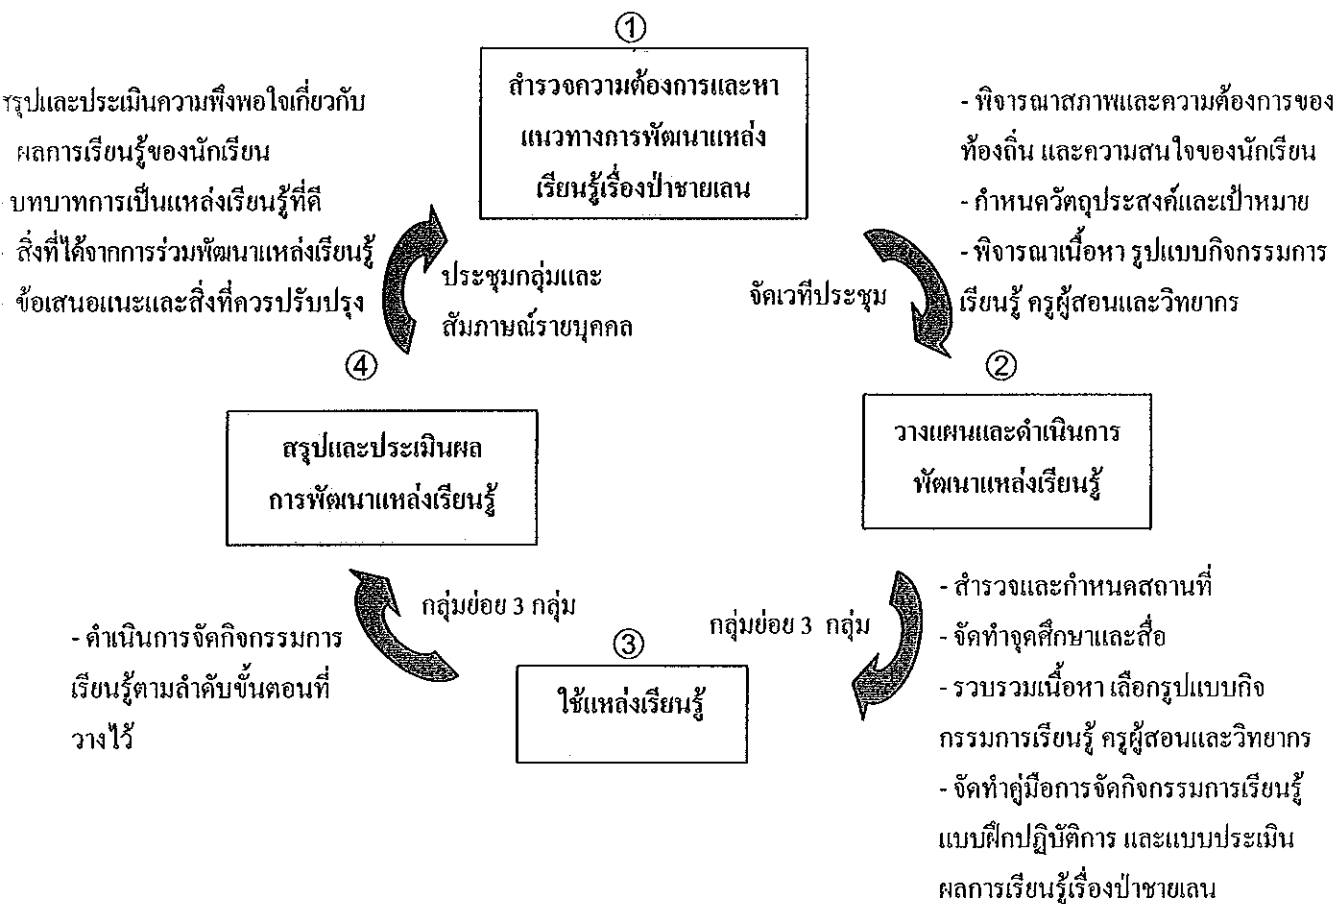 ①
สำรวจความต้องการและหา
แนวทางการพัฒนาแหล่ง
เรียนรู้เรื่องป่าชายเลน
- พิจารณาสภาพและความต้องการของ
ท้องถิ่น และความสนใจของนักเรียน
- กำหนดวัตถุประสงค์และเป้าหมาย
- พิจารณาเนื้อหา รูปแบบกิจกรรมการ
เรียนรู้ ครูผู้สอนและวิทยากร
จัดเวทีประชุม
②
วางแผนและดำเนินการ
พัฒนาแหล่งเรียนรู้
- สำรวจและกำหนดสถานที่
- จัดทำจุดศึกษาและสื่อ
- รวบรวมเนื้อหา เลือกรูปแบบกิจ
กรรมการเรียนรู้ ครูผู้สอนและวิทยากร
- จัดทำคู่มือการจัดกิจกรรมการเรียนรู้
แบบฝึกปฏิบัติการ และแบบประเมิน
ผลการเรียนรู้เรื่องป่าชายเลน
กลุ่มย่อย 3 กลุ่ม
③
ใช้แหล่งเรียนรู้
กลุ่มย่อย 3 กลุ่ม
- ดำเนินการจัดกิจกรรมการ
เรียนรู้ตามลำดับขั้นตอนที่
วางไว้
④
สรุปและประเมินผล
การพัฒนาแหล่งเรียนรู้
ประชุมกลุ่มและ
สัมภาษณ์รายบุคคล
สรุปและประเมินความพึงพอใจเกี่ยวกับ
ผลการเรียนรู้ของนักเรียน
บทบาทการเป็นแหล่งเรียนรู้ที่ดี
สิ่งที่ได้จากการร่วมพัฒนาแหล่งเรียนรู้
ข้อเสนอแนะและสิ่งที่ควรปรับปรุง